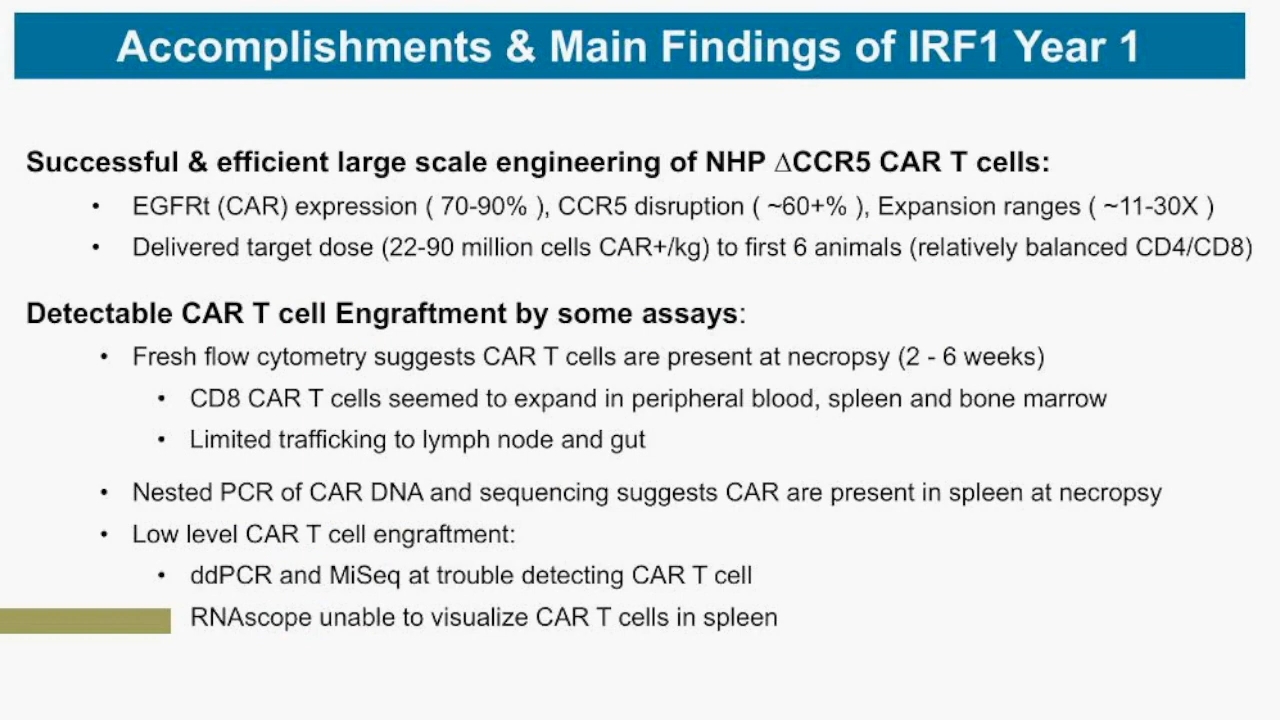 Accomplishments & Main Findings of IRF1 Year 1
Successful & efficient large scale engineering of NHP ∆CCR5 CAR T cells:
• EGFRt (CAR) expression ( 70-90% ), CCR5 disruption ( ~60+% ), Expansion ranges ( ~11-30X )
• Delivered target dose (22-90 million cells CAR+/kg) to first 6 animals (relatively balanced CD4/CD8)
Detectable CAR T cell Engraftment by some assays:
• Fresh flow cytometry suggests CAR T cells are present at necropsy (2 - 6 weeks)
• CD8 CAR T cells seemed to expand in peripheral blood, spleen and bone marrow
• Limited trafficking to lymph node and gut
• Nested PCR of CAR DNA and sequencing suggests CAR are present in spleen at necropsy
• Low level CAR T cell engraftment:
• ddPCR and MiSeq at trouble detecting CAR T cell
RNAscope unable to visualize CAR T cells in spleen